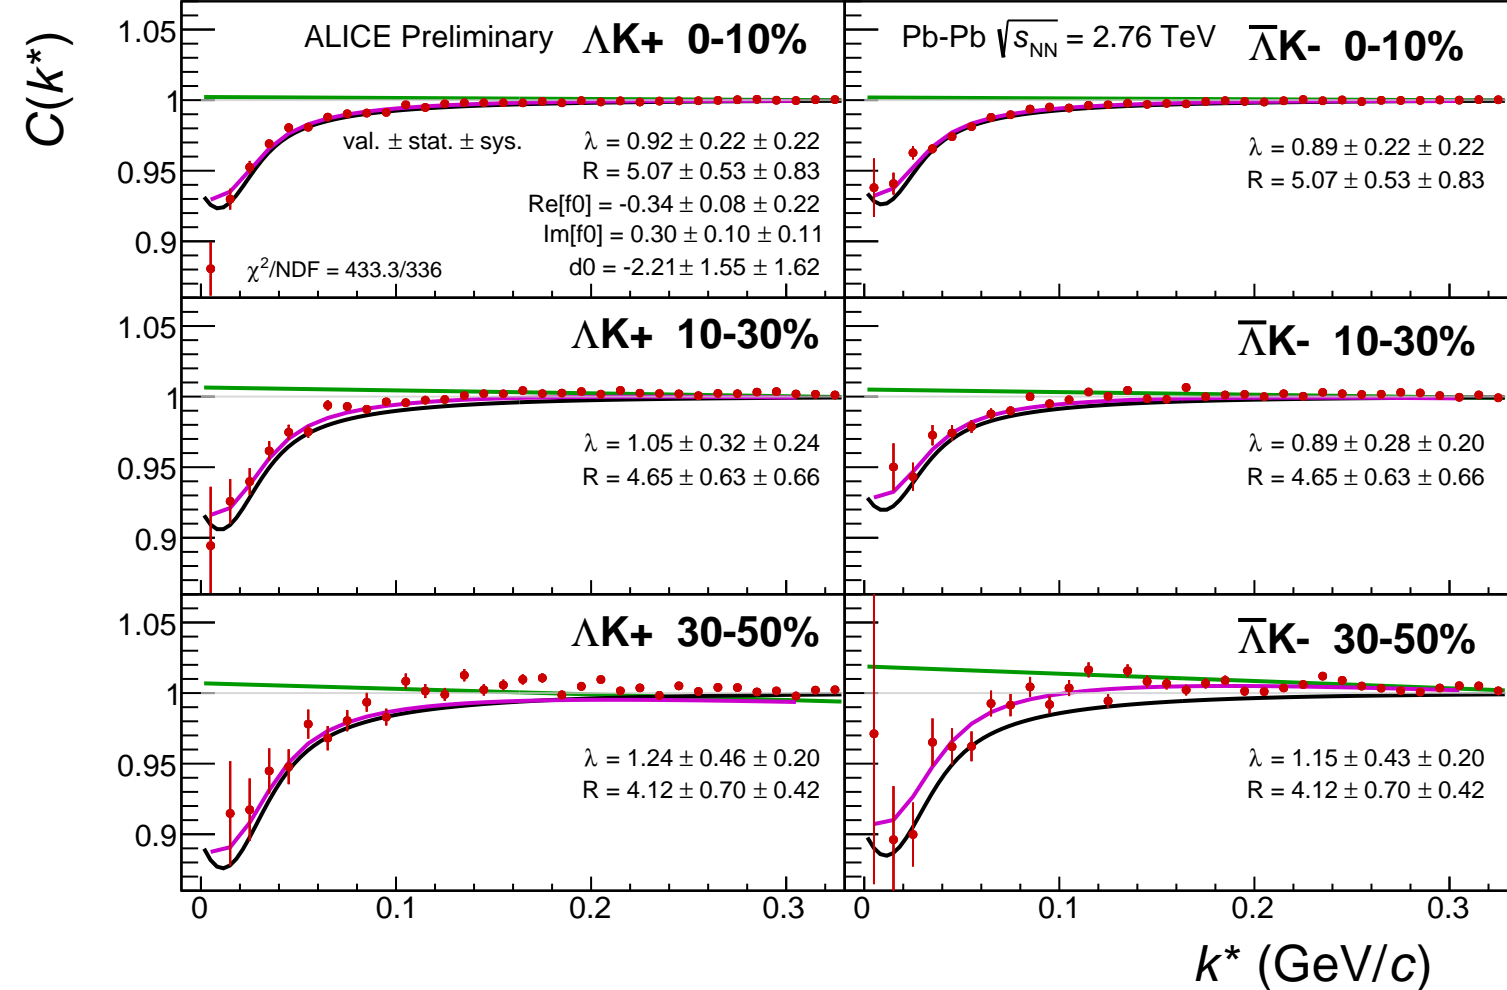 C(k*)
ALICE Preliminary ΛK+ 0-10%
val. ± stat. ± sys.
λ = 0.92 ± 0.22 ± 0.22
R = 5.07 ± 0.53 ± 0.83
Re[f0] = -0.34 ± 0.08 ± 0.22
Im[f0] = 0.30 ± 0.10 ± 0.11
d0 = -2.21 ± 1.55 ± 1.62
χ²/NDF = 433.3/336
1.05
1
0.95
0.9
Pb-Pb √sNN = 2.76 TeV Λ̅K- 0-10%
λ = 0.89 ± 0.22 ± 0.22
R = 5.07 ± 0.53 ± 0.83
ΛK+ 10-30%
λ = 1.05 ± 0.32 ± 0.24
R = 4.65 ± 0.63 ± 0.66
1.05
1
0.95
0.9
Λ̅K- 10-30%
λ = 0.89 ± 0.28 ± 0.20
R = 4.65 ± 0.63 ± 0.66
ΛK+ 30-50%
λ = 1.24 ± 0.46 ± 0.20
R = 4.12 ± 0.70 ± 0.42
1.05
1
0.95
0.9
Λ̅K- 30-50%
λ = 1.15 ± 0.43 ± 0.20
R = 4.12 ± 0.70 ± 0.42
0 0.1 0.2 0.3
0 0.1 0.2 0.3
k* (GeV/c)